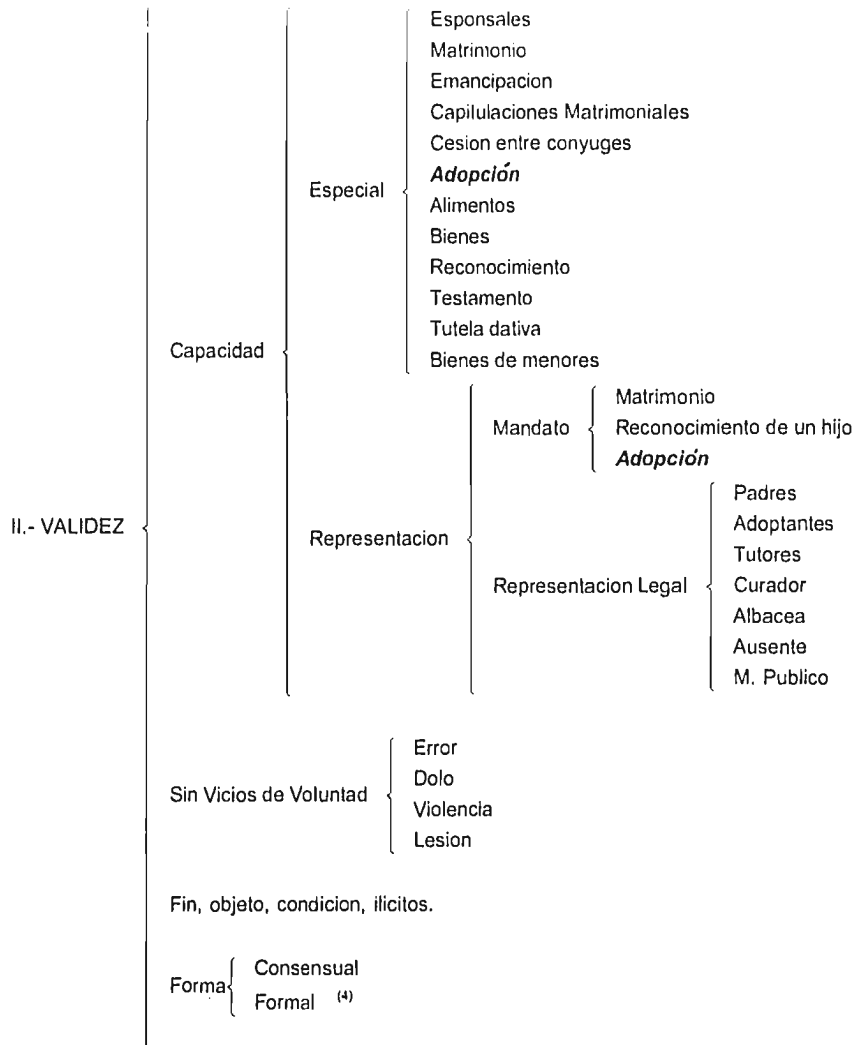 Esponsales
Matrimonio
Emancipacion
Capilulaciones Matrimoniales
Cesion entre conyuges
Especial
Adopción
Alimentos
Bienes
Reconocimiento
Testamento
Capacidad
Tutela dativa
Bienes de menores
Matrimonio
Mandato
Reconocimiento de un hijo
Adopción
Padres
II.- VALIDEZ
Representacion
Adoptantes
Tutores
Representacion Legal
Curador
Albacea
Ausente
M. Publico
Error
Sin Vicios de Voluntad
Dolo
Violencia
Lesion
Fin, objeto, condicion, ilicitos.
Forma
Consensual
Formal (4)